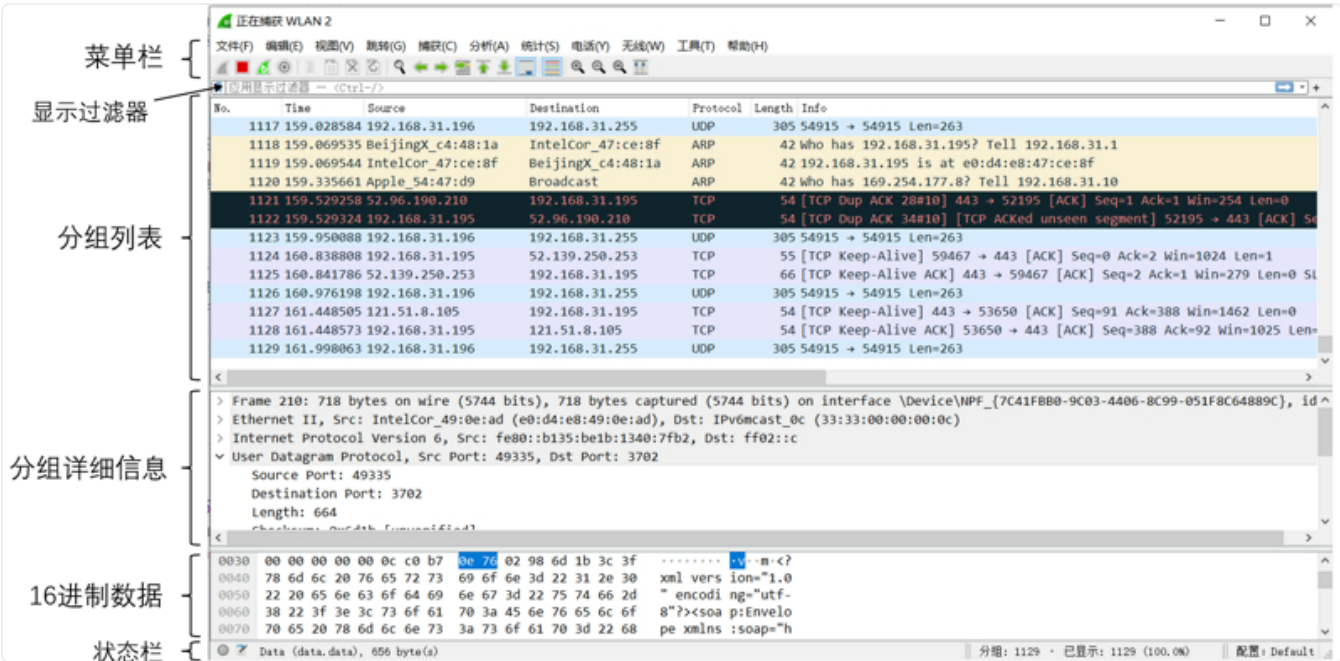 正在捕获 WLAN 2
文件(F) 编辑(E) 视图(V) 跳转(G) 捕获(C) 分析(A) 统计(S) 电话(Y) 无线(W) 工具(T) 帮助(H)
菜单栏
应用显示过滤器 — <Ctrl-/>
显示过滤器
No. Time Source Destination Protocol Length Info
1117 159.028584 192.168.31.196 192.168.31.255 UDP 305 54915 → 54915 Len=263
1118 159.069535 BeijingX_c4:48:1a IntelCor_47:ce:8f ARP 42 Who has 192.168.31.195? Tell 192.168.31.1
1119 159.069544 IntelCor_47:ce:8f BeijingX_c4:48:1a ARP 42 192.168.31.195 is at e0:d4:e8:47:ce:8f
1120 159.335661 Apple_54:47:d9 Broadcast ARP 42 Who has 169.254.177.8? Tell 192.168.31.10
1121 159.529258 52.96.190.210 192.168.31.195 TCP 54 [TCP Dup ACK 28#10] 443 → 52195 [ACK] Seq=1 Ack=1 Win=254 Len=0
1122 159.529324 192.168.31.195 52.96.190.210 TCP 54 [TCP Dup ACK 34#10] [TCP ACKed unseen segment] 52195 → 443 [ACK] Se
分组列表
1123 159.950088 192.168.31.196 192.168.31.255 UDP 305 54915 → 54915 Len=263
1124 160.838808 192.168.31.195 52.139.250.253 TCP 55 [TCP Keep-Alive] 59467 → 443 [ACK] Seq=0 Ack=2 Win=1024 Len=1
1125 160.841786 52.139.250.253 192.168.31.195 TCP 66 [TCP Keep-Alive ACK] 443 → 59467 [ACK] Seq=2 Ack=1 Win=279 Len=0 SL
1126 160.976198 192.168.31.196 192.168.31.255 UDP 305 54915 → 54915 Len=263
1127 161.448505 121.51.8.105 192.168.31.195 TCP 54 [TCP Keep-Alive] 443 → 53650 [ACK] Seq=91 Ack=388 Win=1462 Len=0
1128 161.448573 192.168.31.195 121.51.8.105 TCP 54 [TCP Keep-Alive ACK] 53650 → 443 [ACK] Seq=388 Ack=92 Win=1025 Len=
1129 161.998063 192.168.31.196 192.168.31.255 UDP 305 54915 → 54915 Len=263
Frame 210: 718 bytes on wire (5744 bits), 718 bytes captured (5744 bits) on interface \Device\NPF_{7C41FBB0-9C03-4406-8C99-051F8C64889C}, id
Ethernet II, Src: IntelCor_49:0e:ad (e0:d4:e8:49:0e:ad), Dst: IPv6mcast_0c (33:33:00:00:00:0c)
Internet Protocol Version 6, Src: fe80::b135:be1b:1340:7fb2, Dst: ff02::c
User Datagram Protocol, Src Port: 49335, Dst Port: 3702
分组详细信息
Source Port: 49335
Destination Port: 3702
Length: 664
0030 00 00 00 00 00 0c c0 b7 0e 76 02 98 6d 1b 3c 3f ········ ·v··m·<?
0040 78 6d 6c 20 76 65 72 73 69 6f 6e 3d 22 31 2e 30 xml vers ion="1.0
16进制数据
0050 22 20 65 6e 63 6f 64 69 6e 67 3d 22 75 74 66 2d " encodi ng="utf-
0060 38 22 3f 3e 3c 73 6f 61 70 3a 45 6e 76 65 6c 6f 8"?><soa p:Envelo
0070 70 65 20 78 6d 6c 6e 73 3a 73 6f 61 70 3d 22 68 pe xmlns :soap="h
状态栏
Data (data.data), 656 byte(s) 分组: 1129 · 已显示: 1129 (100.0%) 配置: Default